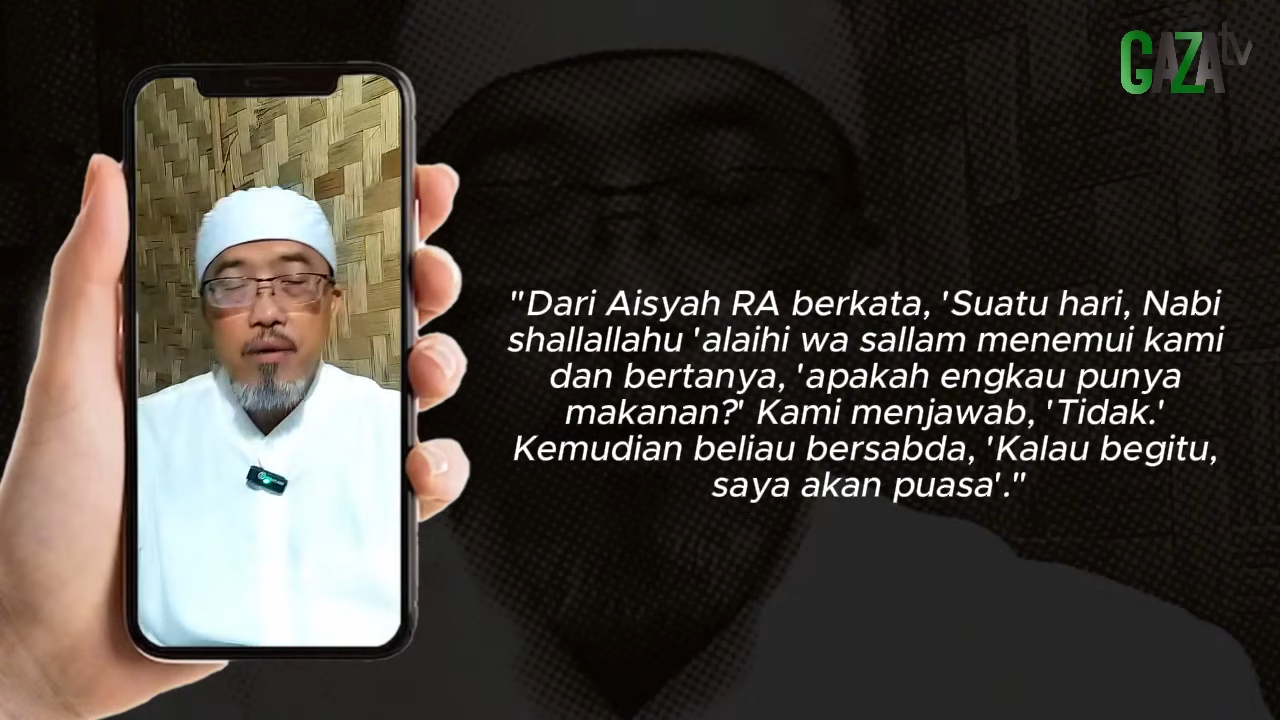 GAZA tv
"Dari Aisyah RA berkata, 'Suatu hari, Nabi
shallallahu 'alaihi wa sallam menemui kami
dan bertanya, 'apakah engkau punya
makanan?' Kami menjawab, 'Tidak.'
Kemudian beliau bersabda, 'Kalau begitu,
saya akan puasa'."